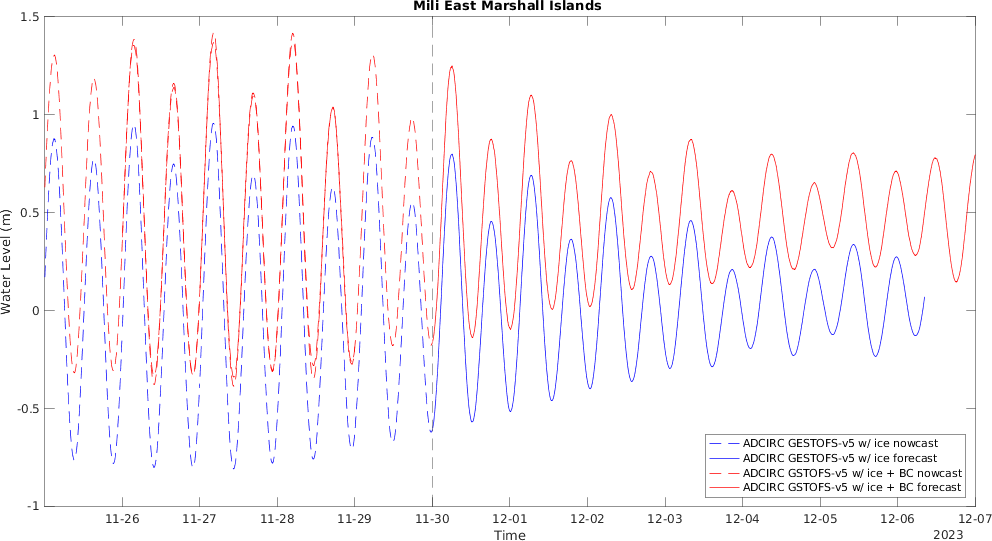 Mili East Marshall Islands
1.5
1
0.5
0
-0.5
-1
Water Level (m)
ADCIRC GESTOFS-v5 w/ ice nowcast
ADCIRC GESTOFS-v5 w/ ice forecast
ADCIRC GSTOFS-v5 w/ ice + BC nowcast
ADCIRC GSTOFS-v5 w/ ice + BC forecast
11-26 11-27 11-28 11-29 11-30 12-01 12-02 12-03 12-04 12-05 12-06 12-07
Time
2023